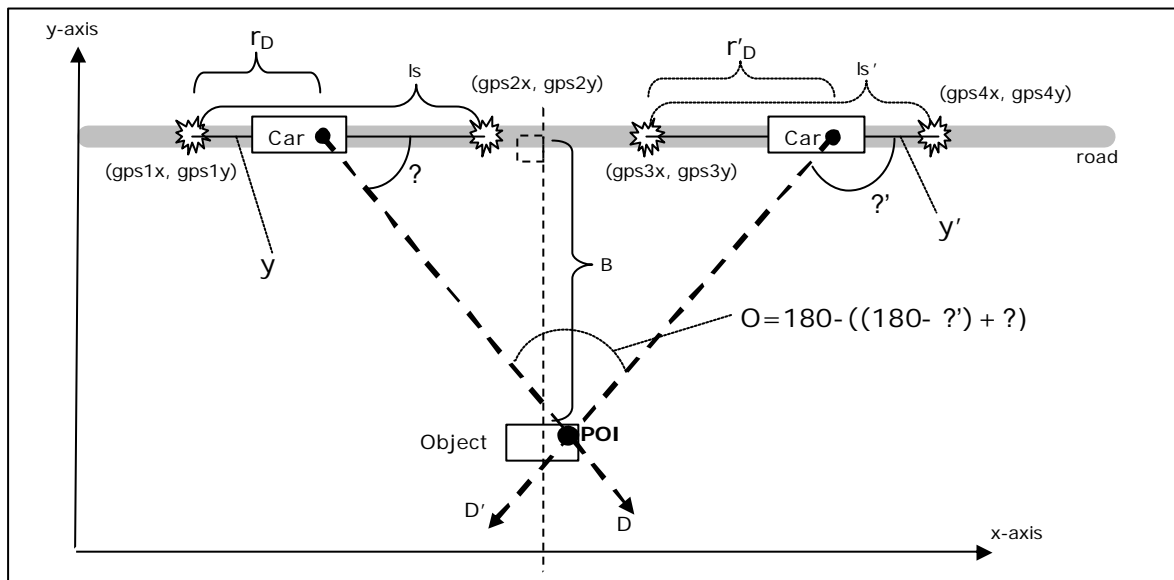 y-axis
rD
ls
(gps2x, gps2y)
r'D
ls'
(gps4x, gps4y)
Car
Car
road
(gps1x, gps1y)
?
(gps3x, gps3y)
?'
y
y'
B
O=180-((180- ?') + ?)
Object
POI
D'
D
x-axis